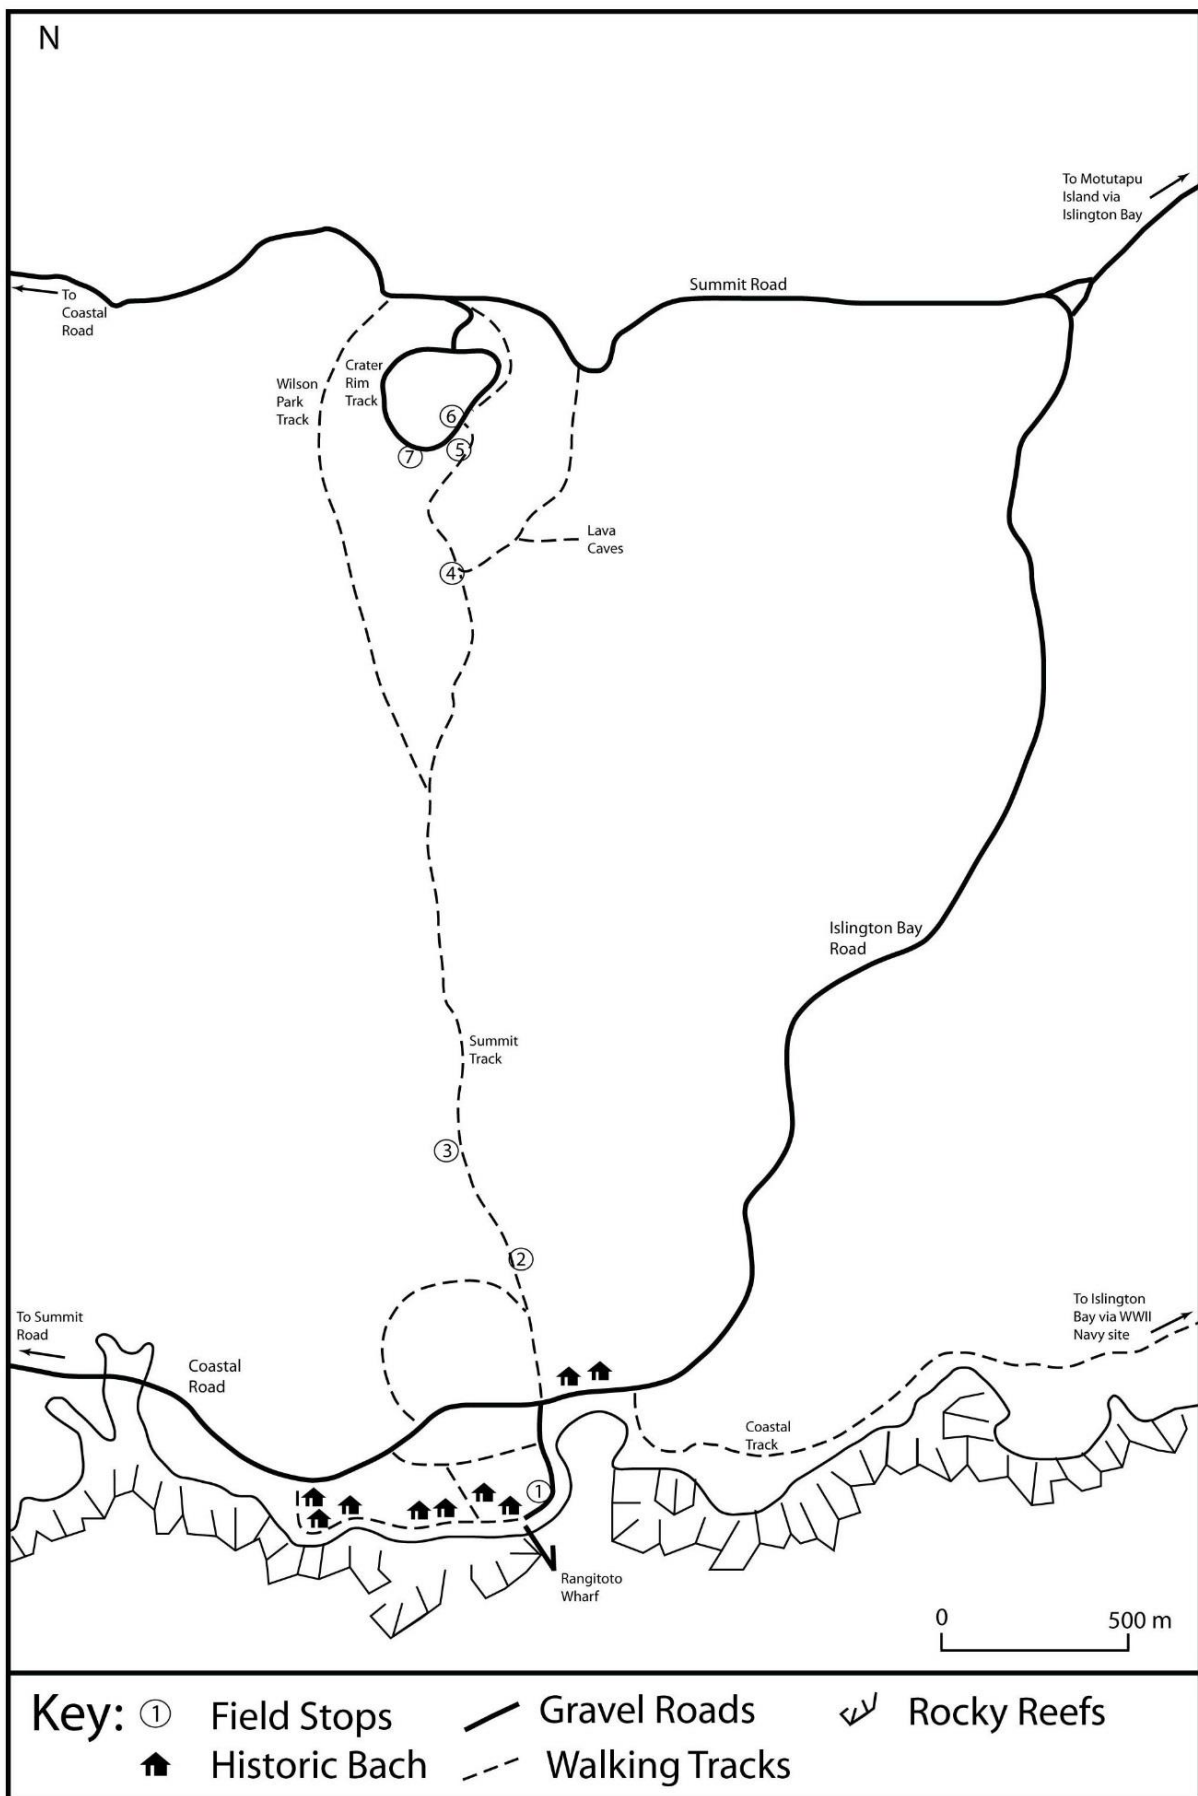 N
To Motutapu
Island via
Islington Bay
Summit Road
To
Coastal
Road
Wilson
Park
Track
Crater
Rim
Track
6
5
7
Lava
Caves
4
Islington Bay
Road
Summit
Track
3
2
To Summit
Road
Coastal
Road
To Islington
Bay via WWII
Navy site
Coastal
Track
1
Rangitoto
Wharf
0 500 m
Key: 1 Field Stops Gravel Roads Rocky Reefs
Historic Bach Walking Tracks